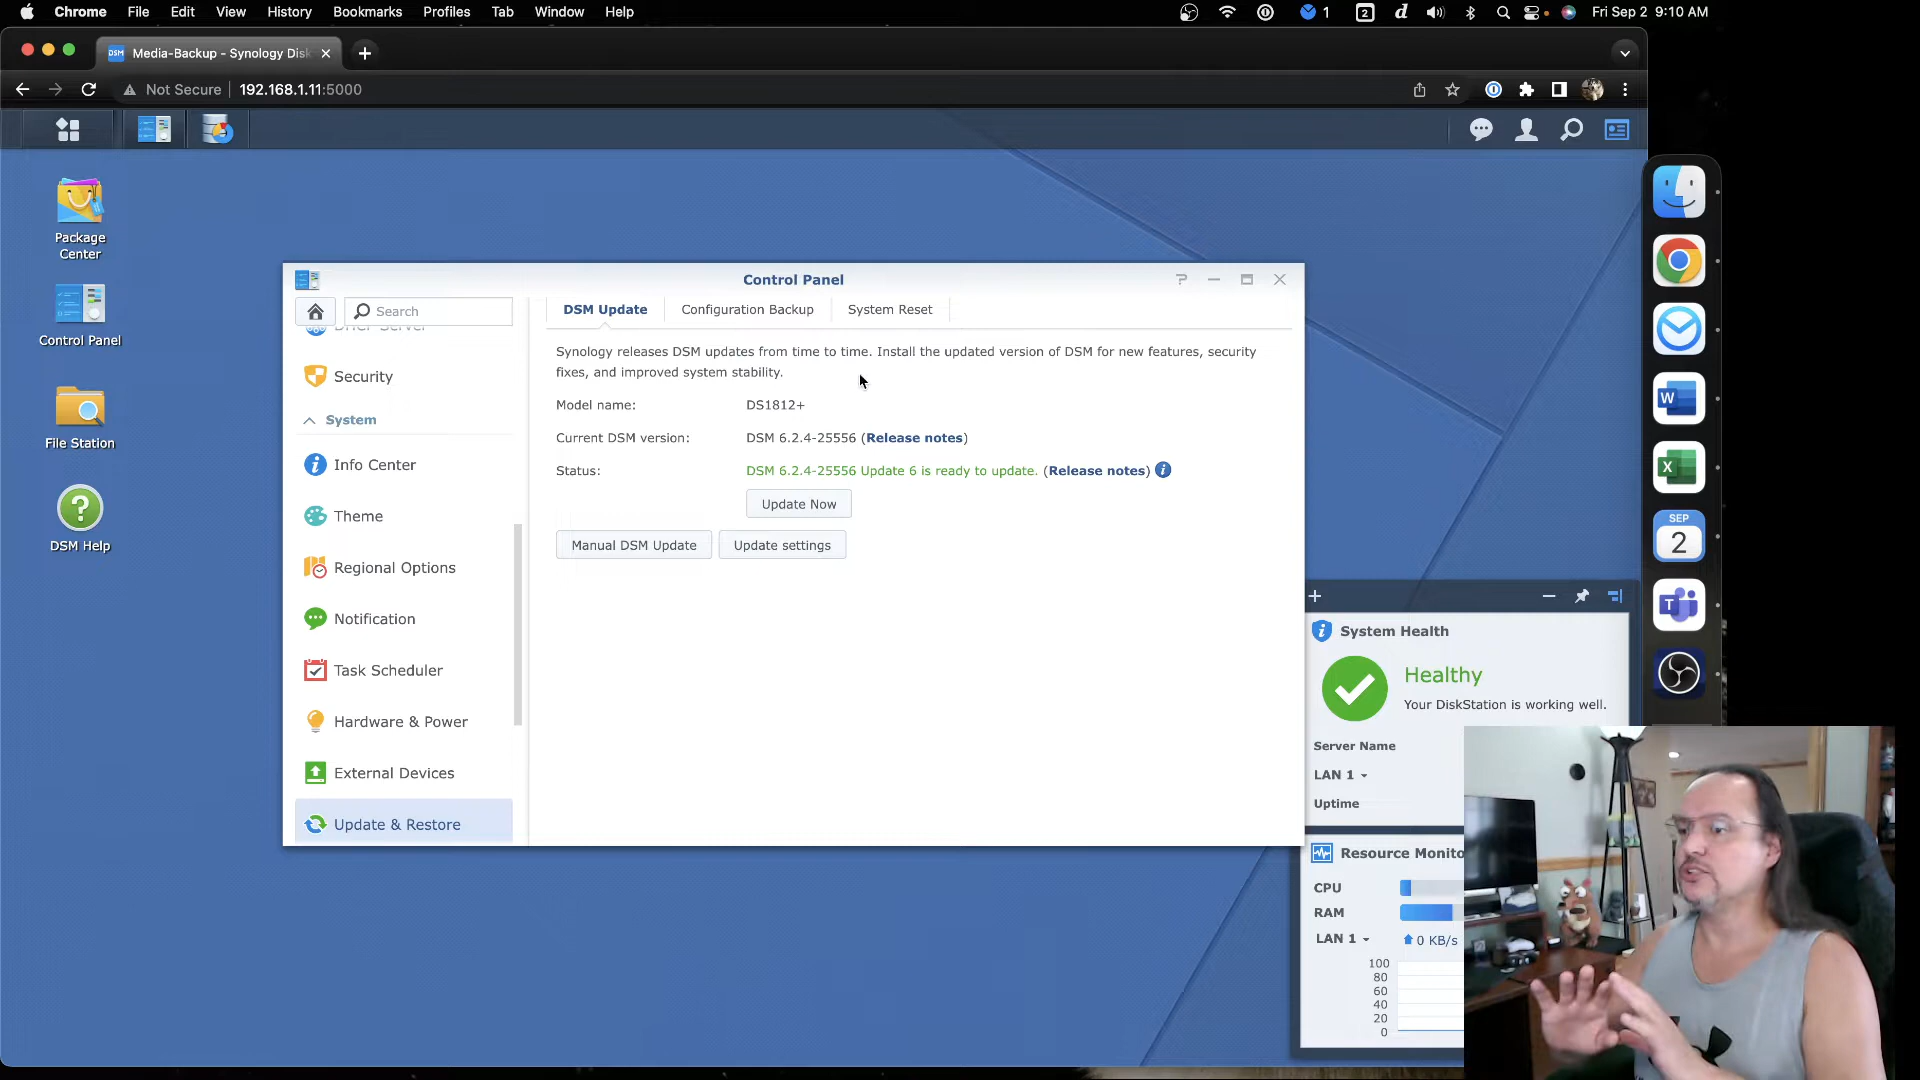 Chrome File Edit View History Bookmarks Profiles Tab Window Help
1 2 d Fri Sep 2 9:10 AM
DSM Media-Backup - Synology Disk
Not Secure 192.168.1.11:5000
Package
Center
Control Panel
File Station
DSM Help
Control Panel
Search
DSM Update Configuration Backup System Reset
DHCP Server
Security
System
Info Center
Theme
Regional Options
Notification
Task Scheduler
Hardware & Power
External Devices
Update & Restore
Synology releases DSM updates from time to time. Install the updated version of DSM for new features, security
fixes, and improved system stability.
Model name: DS1812+
Current DSM version: DSM 6.2.4-25556 (Release notes)
Status: DSM 6.2.4-25556 Update 6 is ready to update. (Release notes)
Update Now
Manual DSM Update Update settings
SEP
2
System Health
Healthy
Your DiskStation is working well.
Server Name
LAN 1
Uptime
Resource Monito
CPU
RAM
LAN 1 0 KB/s
100
80
60
40
20
0